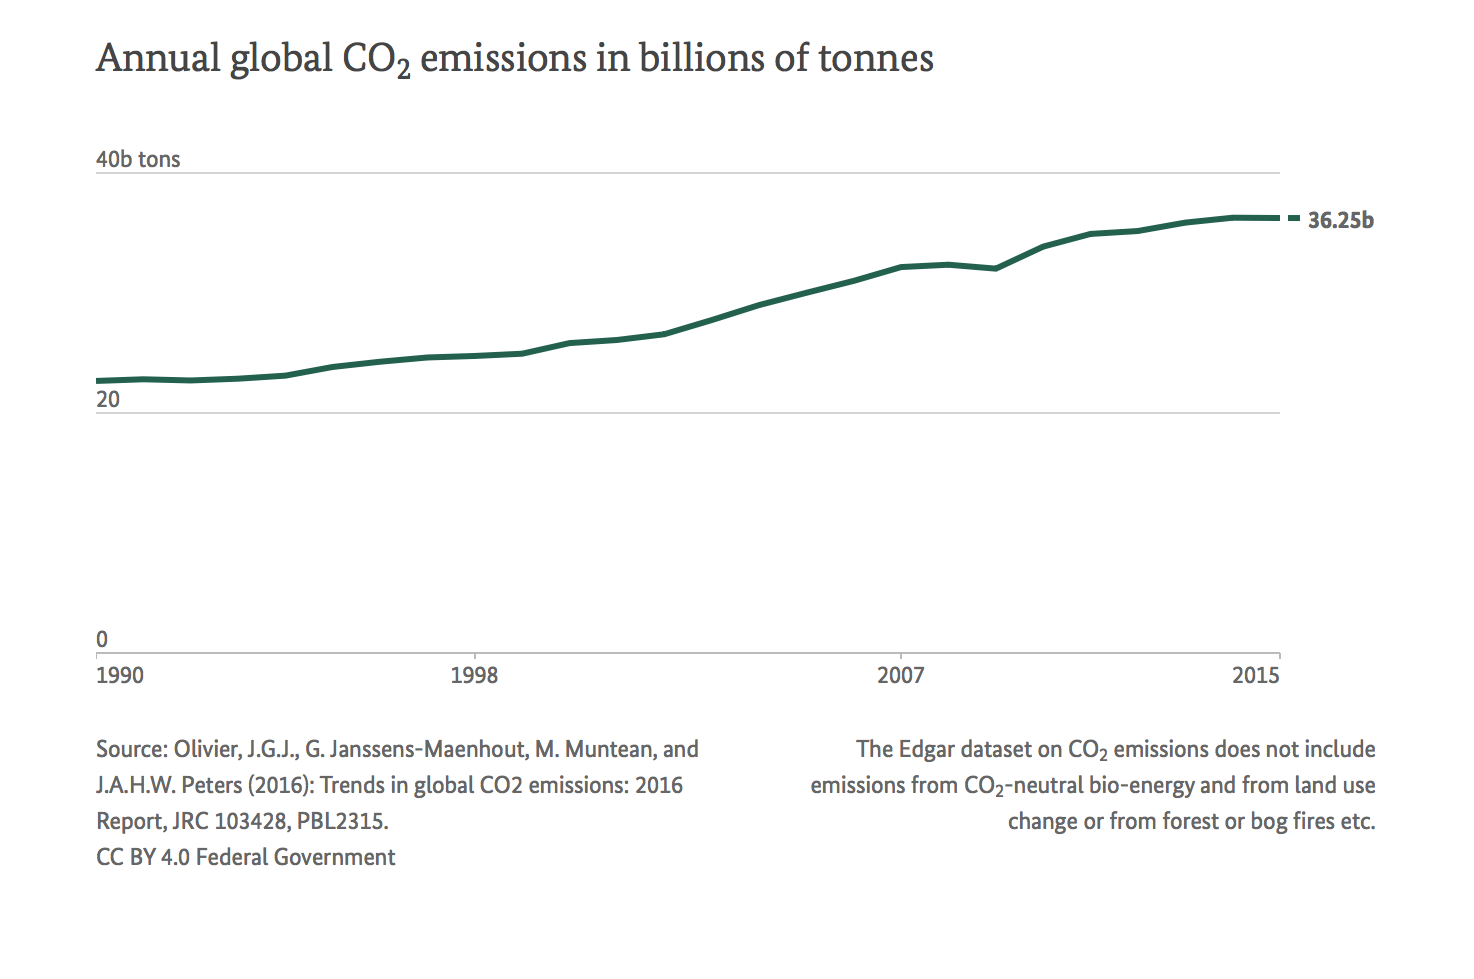 Annual global CO₂ emissions in billions of tonnes
40b tons
36.25b
20
0
1990 1998 2007 2015
Source: Olivier, J.G.J., G. Janssens-Maenhout, M. Muntean, and
J.A.H.W. Peters (2016): Trends in global CO2 emissions: 2016
Report, JRC 103428, PBL2315.
CC BY 4.0 Federal Government
The Edgar dataset on CO₂ emissions does not include
emissions from CO₂-neutral bio-energy and from land use
change or from forest or bog fires etc.